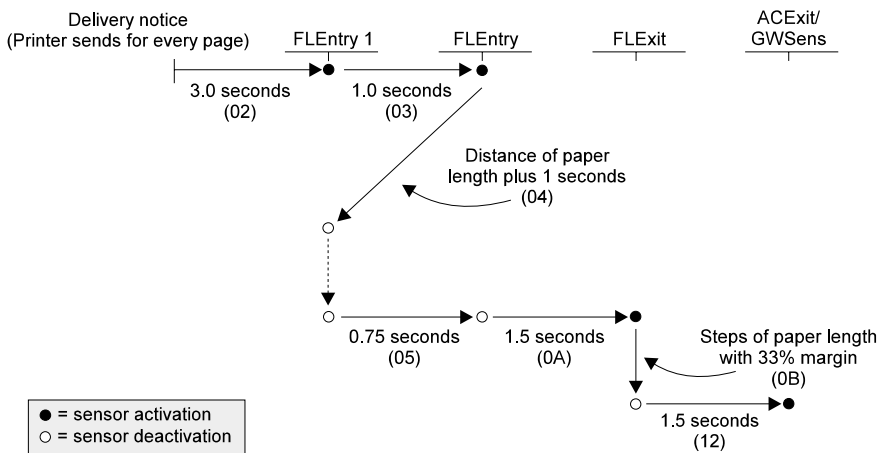 Delivery notice
(Printer sends for every page)
FLEntry 1
FLEntry
FLExit
ACExit/
GWSens
3.0 seconds
(02)
1.0 seconds
(03)
Distance of paper
length plus 1 seconds
(04)
0.75 seconds
(05)
1.5 seconds
(0A)
Steps of paper length
with 33% margin
(0B)
1.5 seconds
(12)
= sensor activation
= sensor deactivation